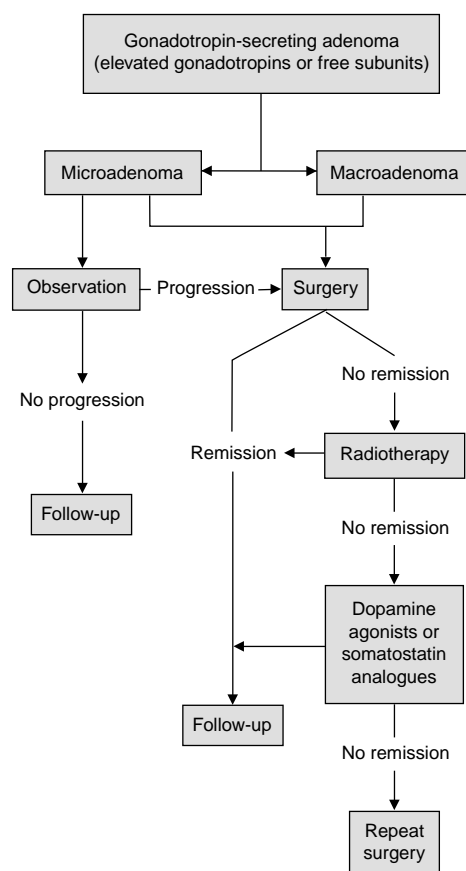 Gonadotropin-secreting adenoma
(elevated gonadotropins or free subunits)
Microadenoma
Macroadenoma
Observation
Progression
Surgery
No remission
No progression
Remission
Radiotherapy
Follow-up
No remission
Dopamine
agonists or
somatostatin
analogues
Follow-up
No remission
Repeat
surgery